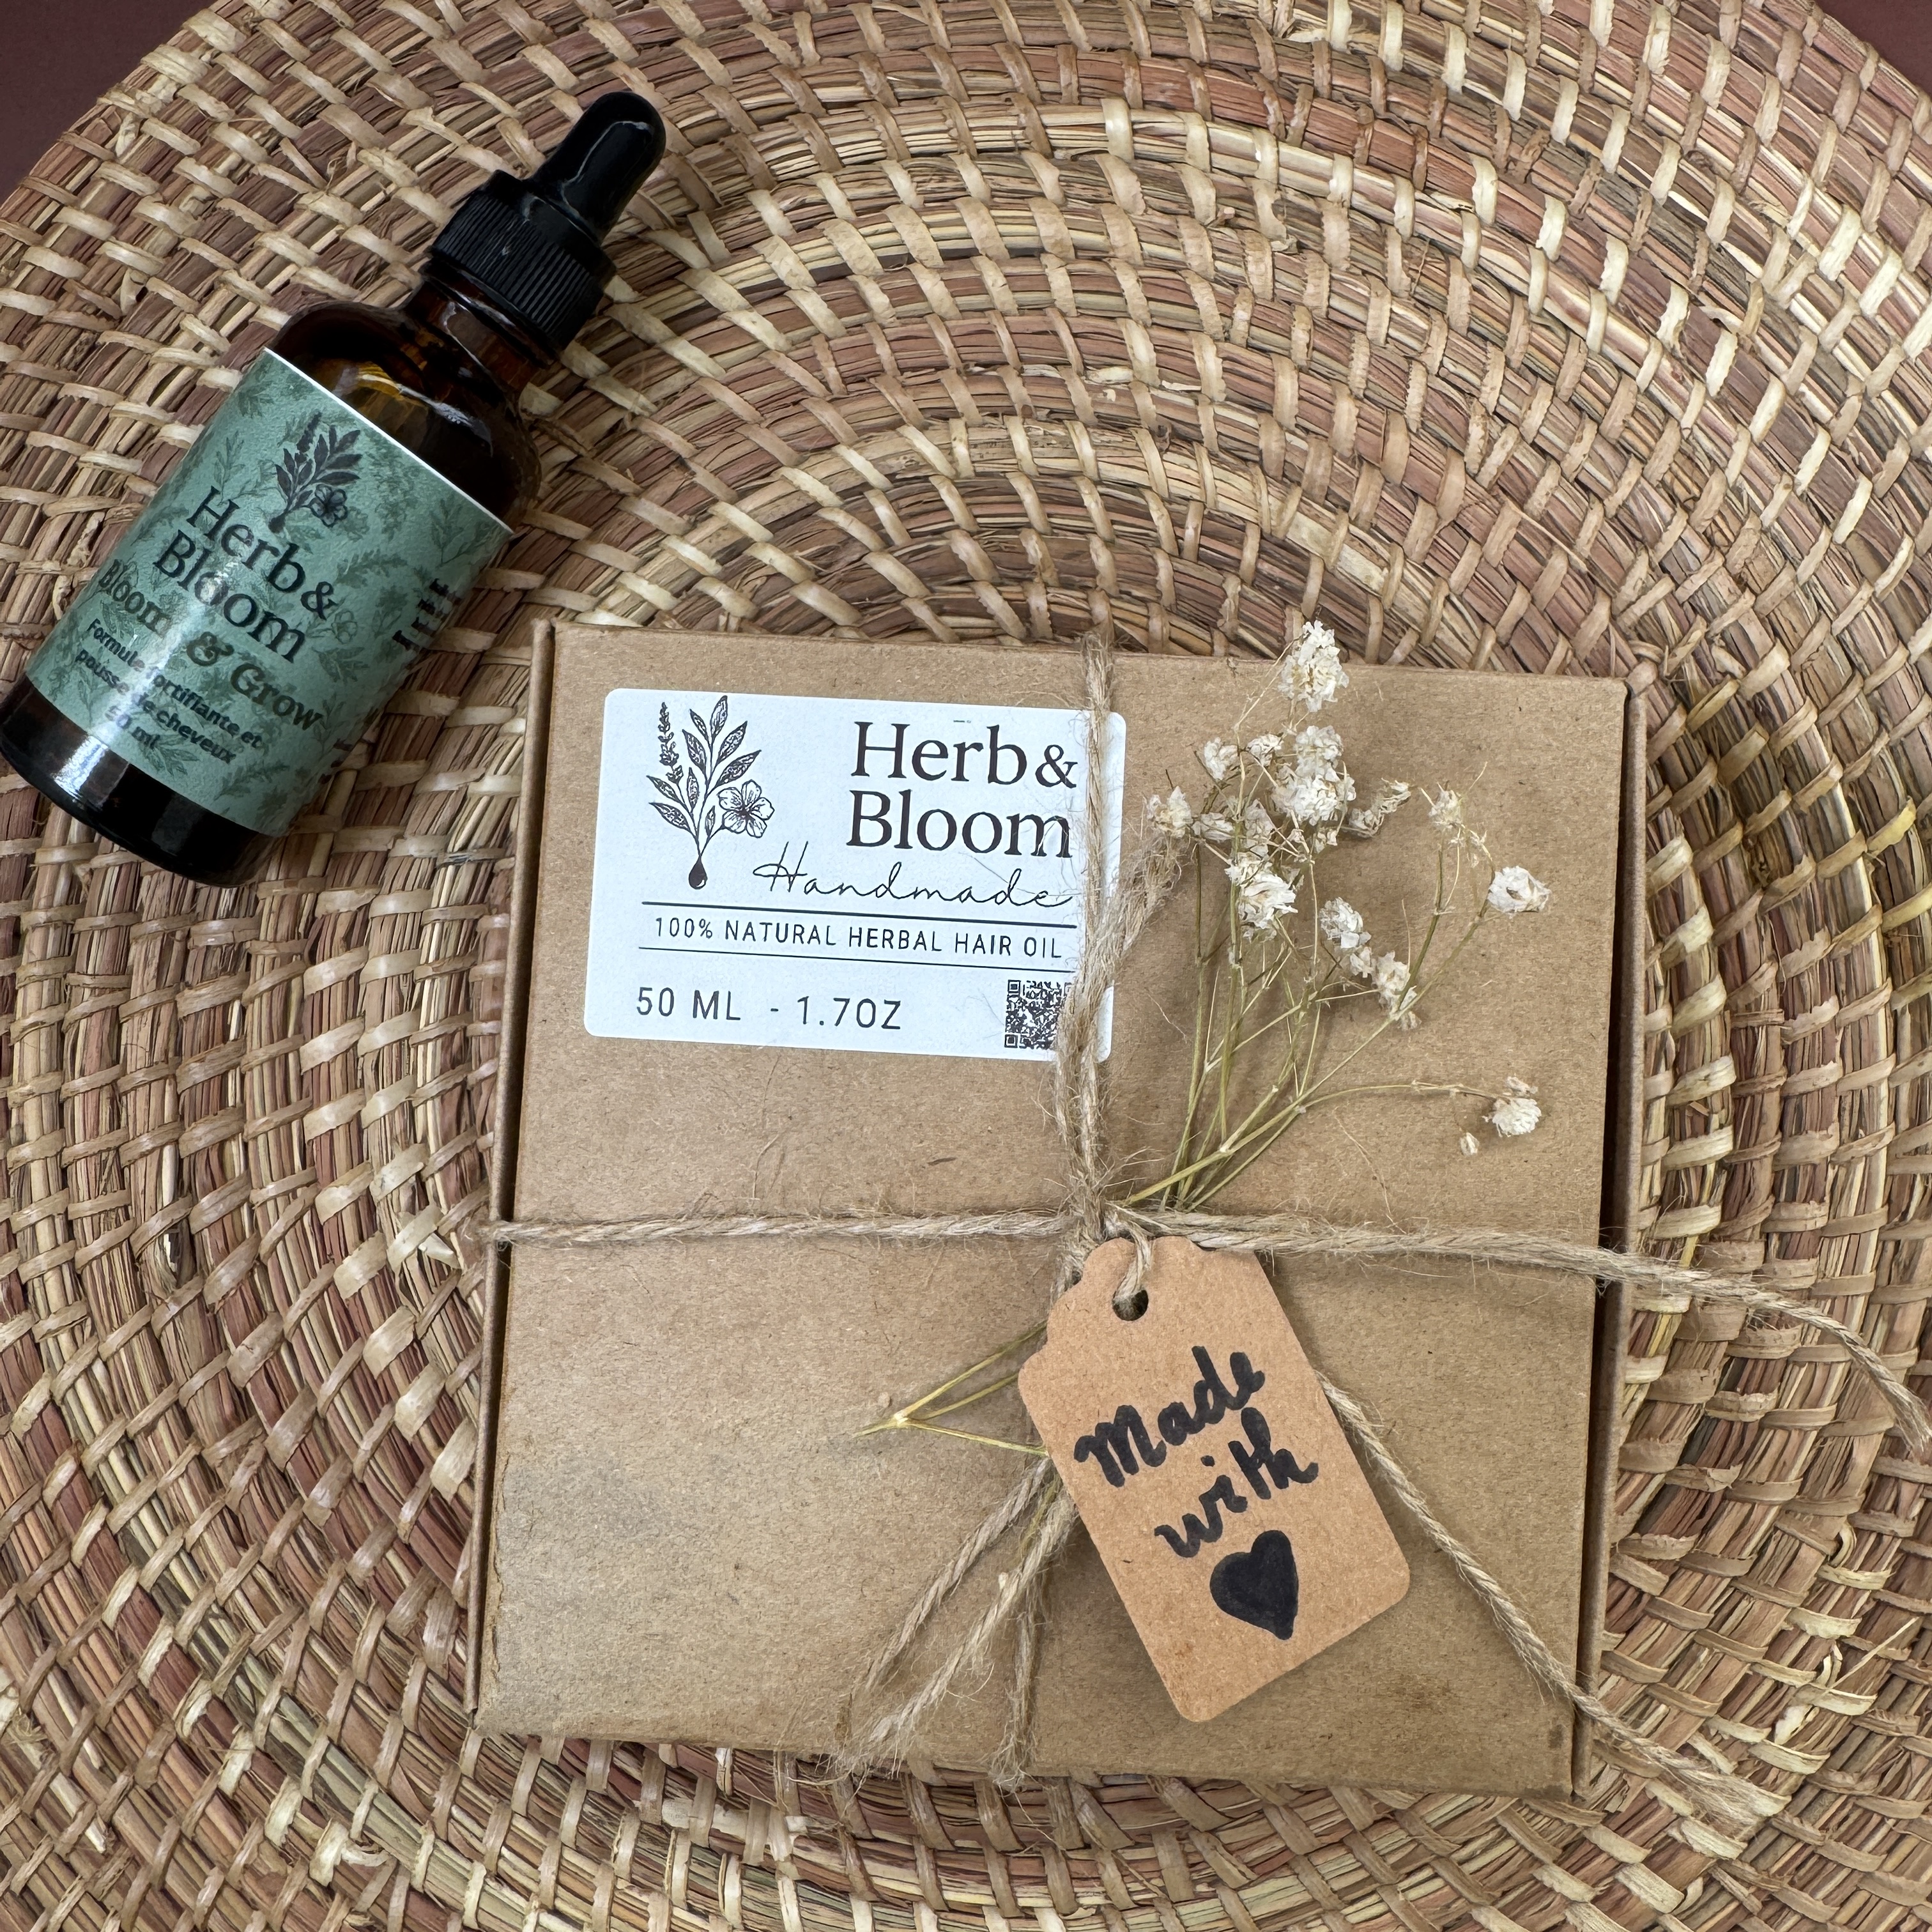 Herb &
Bloom
Bloom & Grow
Formule fortifiante et
pousse de cheveux
50 ml
Herb &
Bloom
Handmade
100% NATURAL HERBAL HAIR OIL
50 ML - 1.7OZ
Made
with